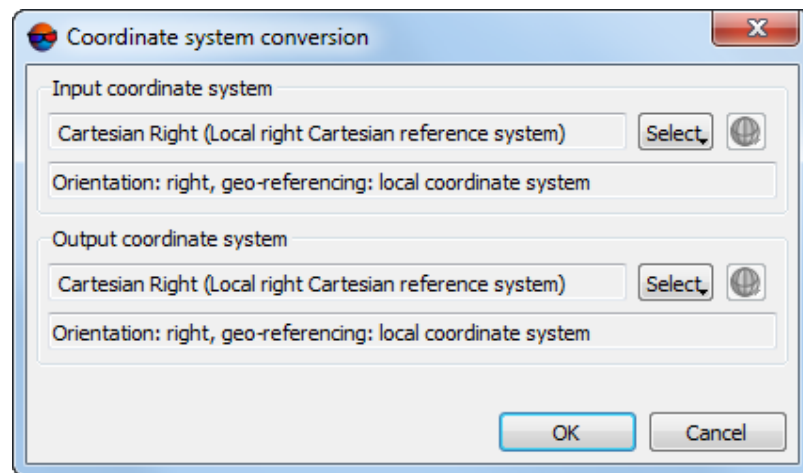 Coordinate system conversion
Input coordinate system
Cartesian Right (Local right Cartesian reference system) Select
Orientation: right, geo-referencing: local coordinate system
Output coordinate system
Cartesian Right (Local right Cartesian reference system) Select
Orientation: right, geo-referencing: local coordinate system
OK Cancel